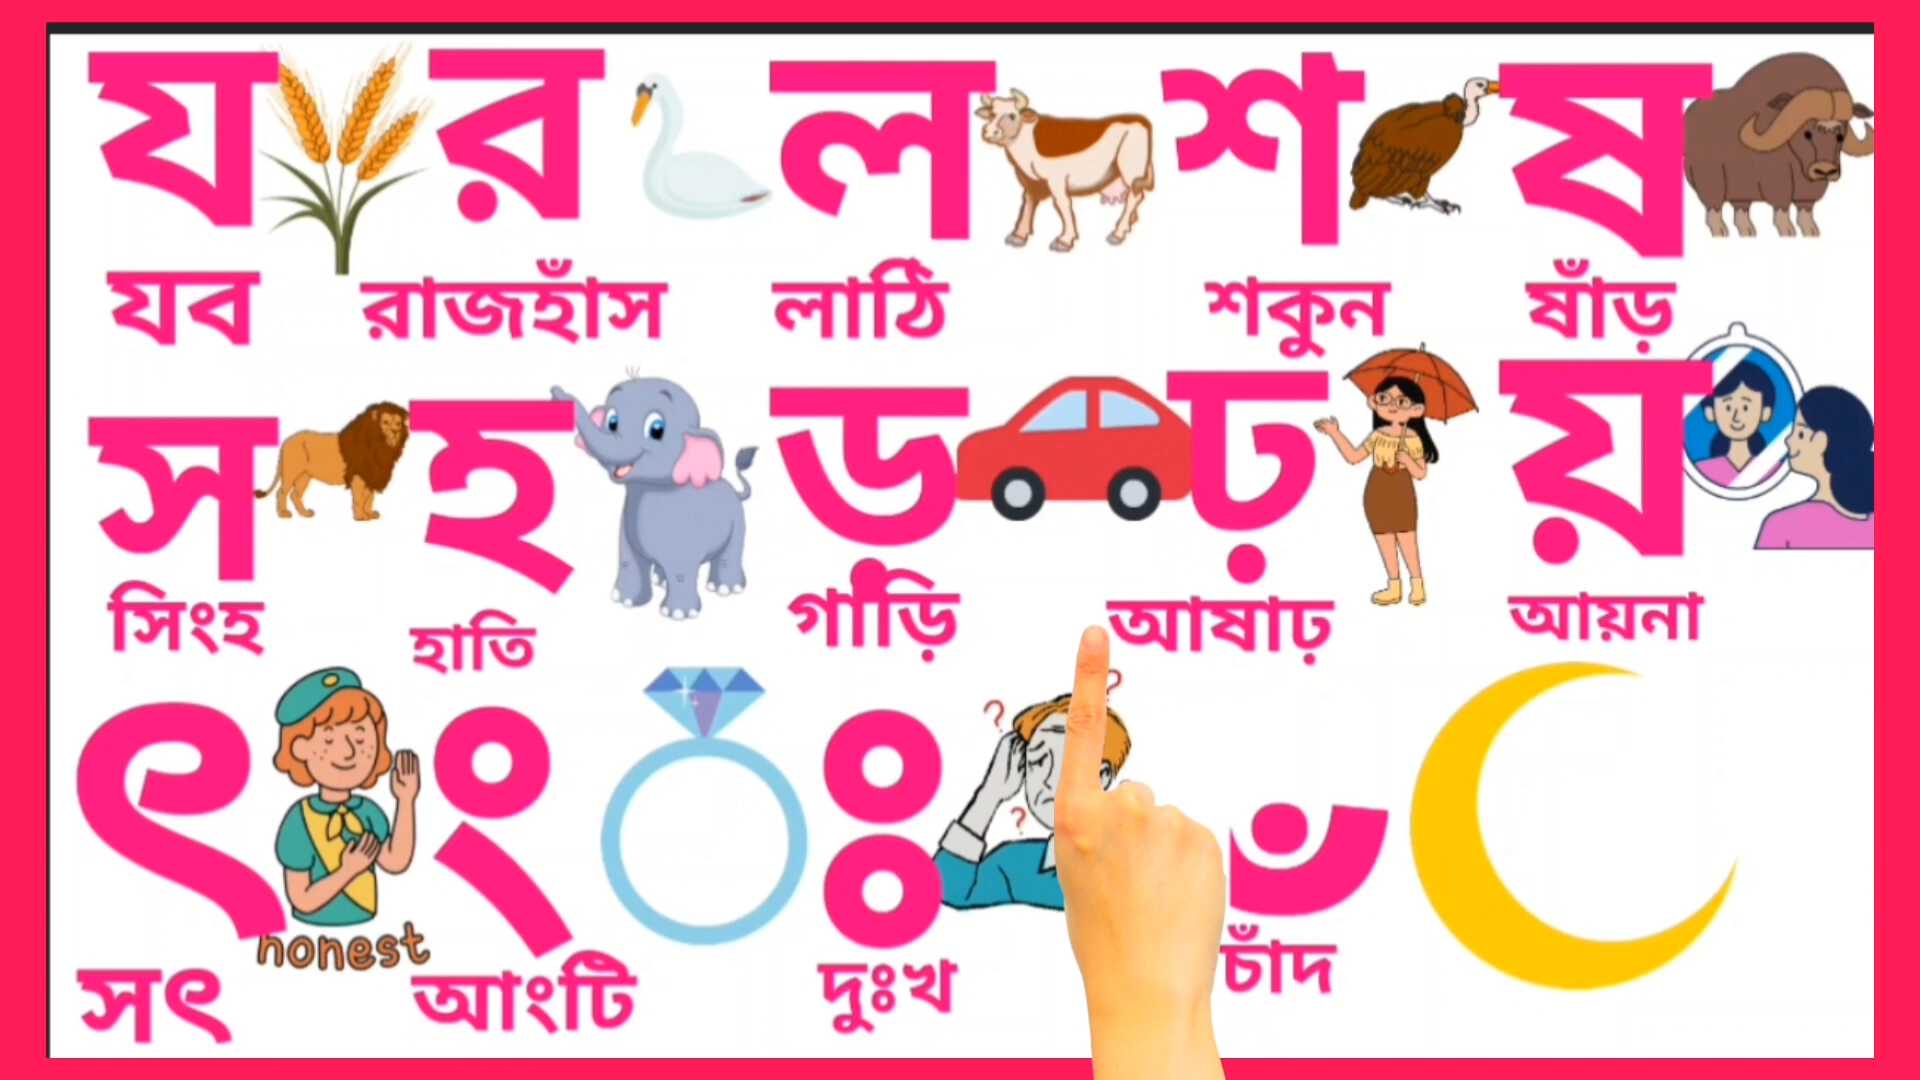 য র ল শ ষ
যব রাজহাঁস লাঠি শকুন ষাঁড়
স হ ড় ঢ় য়
সিংহ হাতি গাড়ি আষাঢ় আয়না
ৎ ং ঃ ঁ
honest
সৎ আংটি দুঃখ চাঁদ